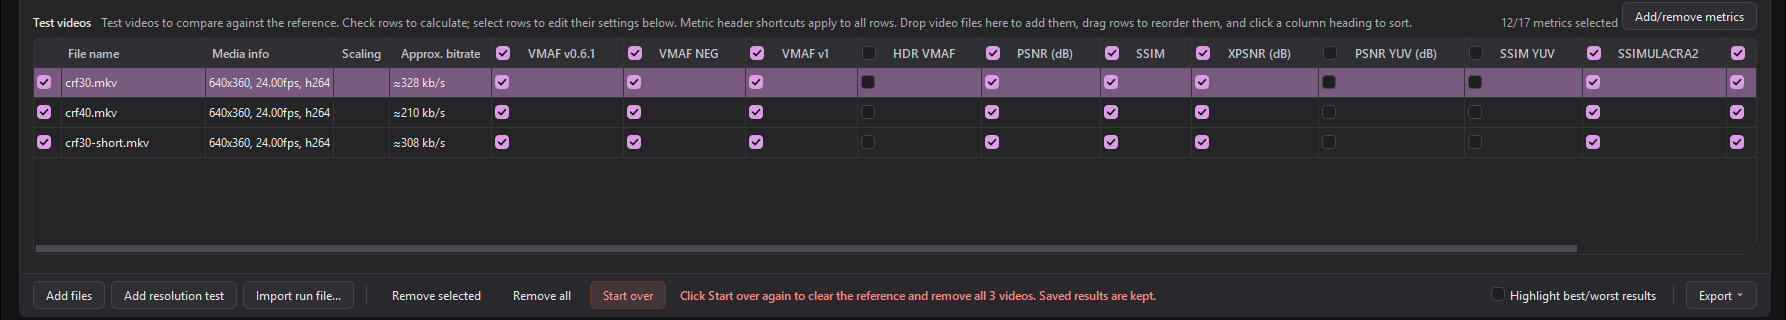 Test videos Test videos to compare against the reference. Check rows to calculate; select rows to edit their settings below. Metric header shortcuts apply to all rows. Drop video files here to add them, drag rows to reorder them, and click a column heading to sort. 12/17 metrics selected Add/remove metrics
File name Media info Scaling Approx. bitrate VMAF v0.6.1 VMAF NEG VMAF v1 HDR VMAF PSNR (dB) SSIM XPSNR (dB) PSNR YUV (dB) SSIM YUV SSIMULACRA2
crf30.mkv 640x360, 24.00fps, h264 ≈328 kb/s
crf40.mkv 640x360, 24.00fps, h264 ≈210 kb/s
crf30-short.mkv 640x360, 24.00fps, h264 ≈308 kb/s
Add files Add resolution test Import run file... Remove selected Remove all Start over Click Start over again to clear the reference and remove all 3 videos. Saved results are kept. Highlight best/worst results Export